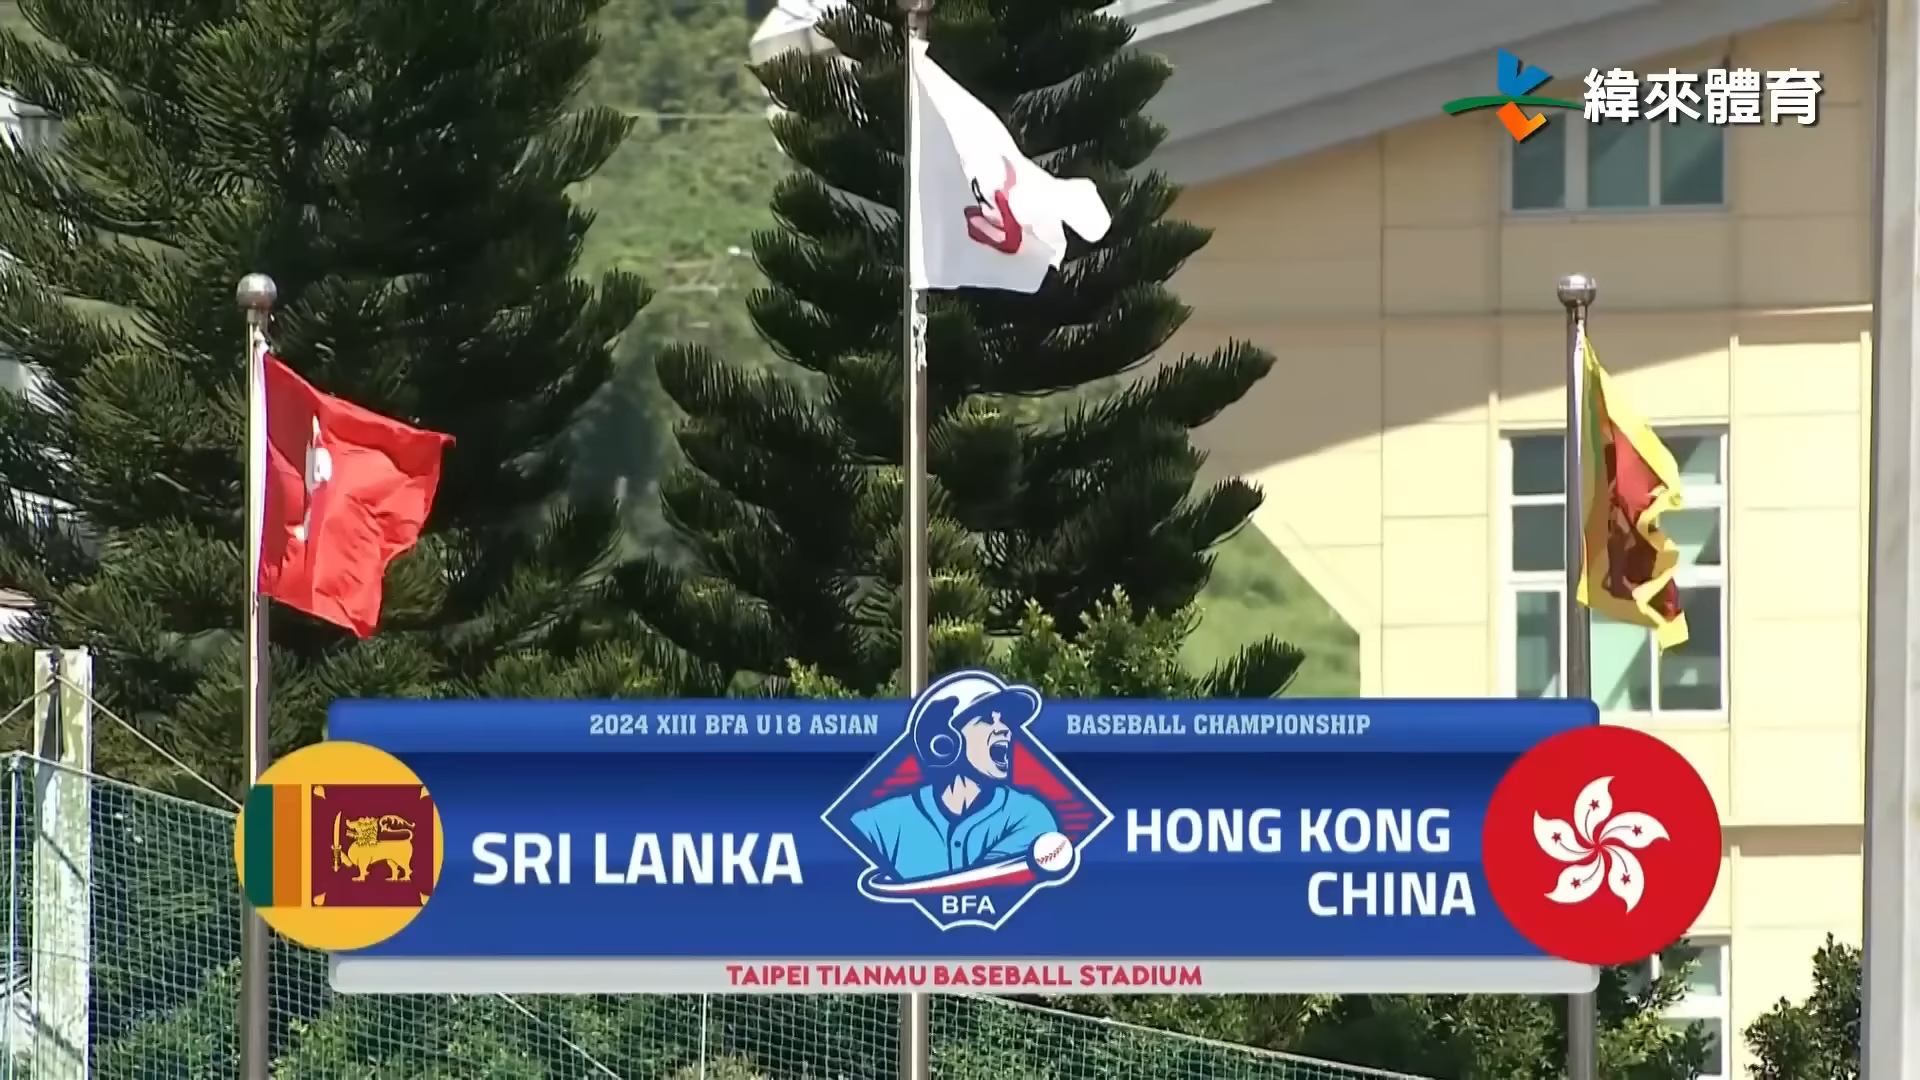 緯來體育
2024 XIII BFA U18 ASIAN BASEBALL CHAMPIONSHIP
SRI LANKA
HONG KONG
CHINA
BFA
TAIPEI TIANMU BASEBALL STADIUM